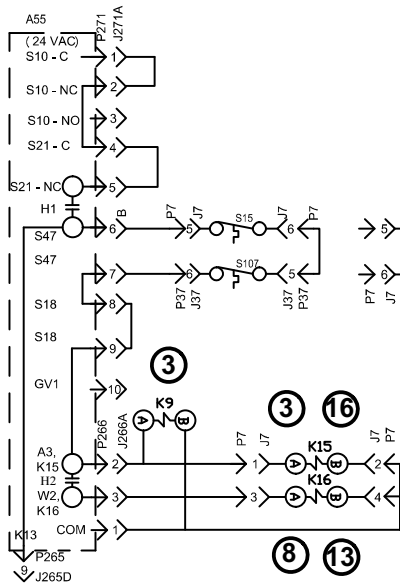 A55
(24 VAC)
P271
J271A
S10 - C
1
2
S10 - NC
S10 - NO
3
S21 - C
4
S21 - NC
5
H1
6
B
S47
P7
5
J7
S15
J7
6
P7
5
S47
7
6
P37
J37
S107
5
J37
P37
6
P7
J7
S18
8
S18
9
3
GV1
10
P266
J266A
K9
A
B
3
16
A3,
K15
2
P7
1
J7
K15
A
B
J7
2
P7
H2
W2,
K16
3
3
K16
A
B
4
K13
COM
1
8
13
P265
9
J265D